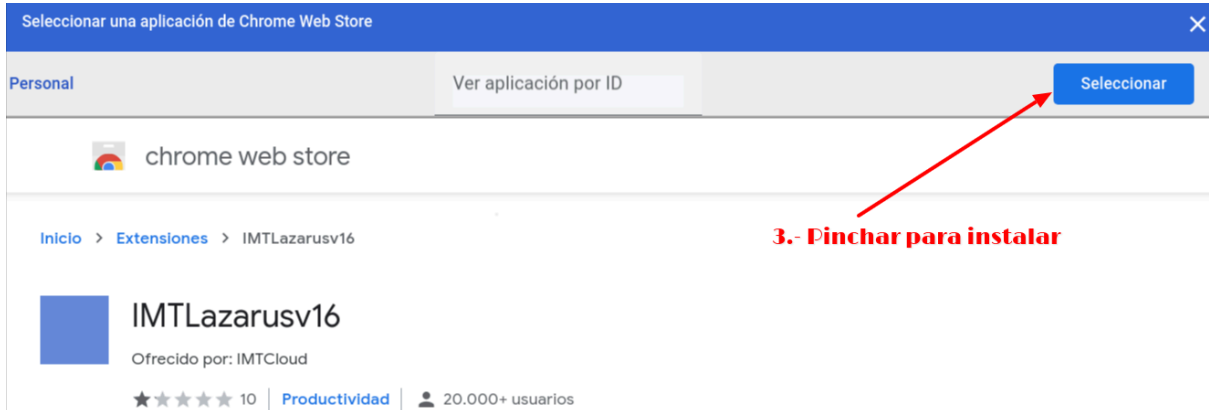 Seleccionar una aplicación de Chrome Web Store
Personal
Ver aplicación por ID
Seleccionar
chrome web store
Inicio > Extensiones > IMTLazarusv16
3.- Pinchar para instalar
IMTLazarusv16
Ofrecido por: IMTCloud
10 | Productividad | 20.000+ usuarios